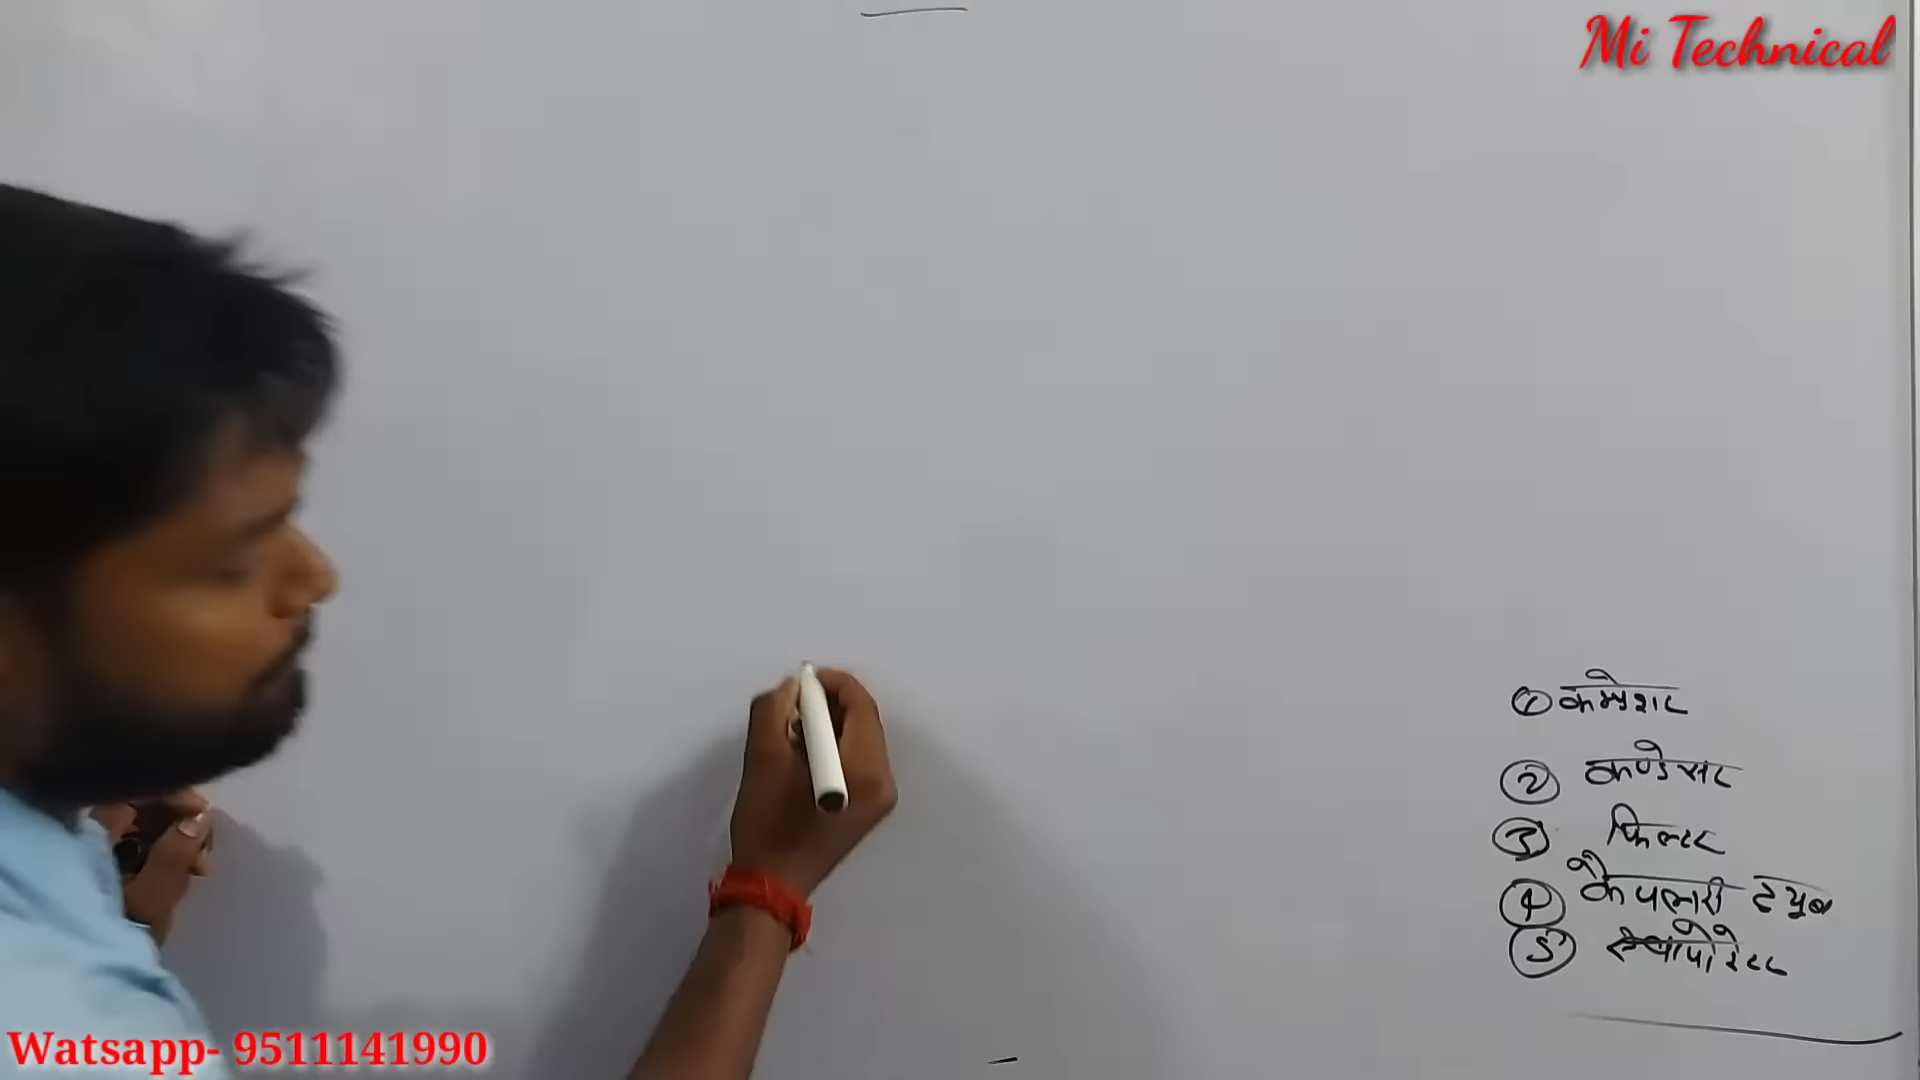 Mi Technical
① कम्प्रेशर
② कण्डेसर
③ फिल्टर
④ कैपलरी ट्युब
⑤ इवापोरेटर
Watsapp- 9511141990